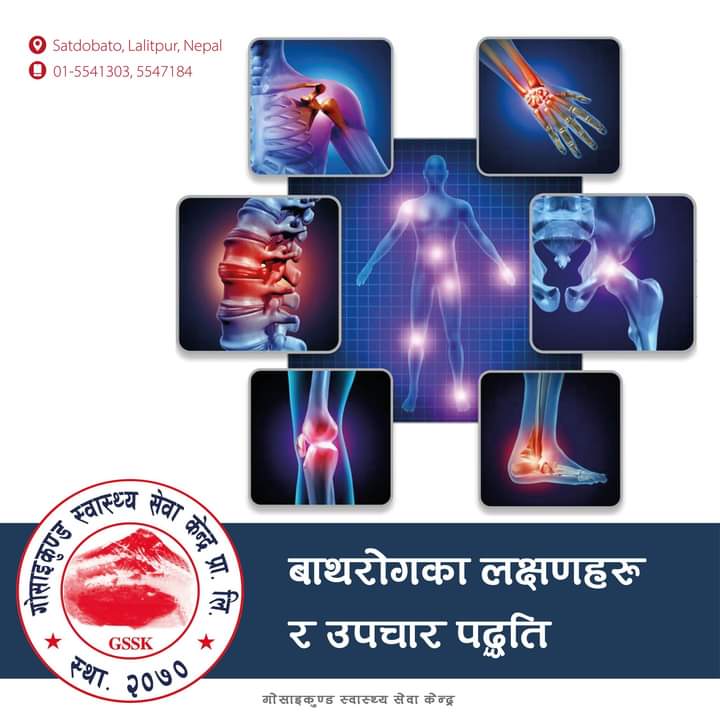 Satdobato, Lalitpur, Nepal
01-5541303, 5547184
गोसाइकुण्ड स्वास्थ्य सेवा केन्द्र प्रा. लि.
GSSK
स्था. २०७०
बाथरोगका लक्षणहरू
र उपचार पद्धति
गोसाइकुण्ड स्वास्थ्य सेवा केन्द्र